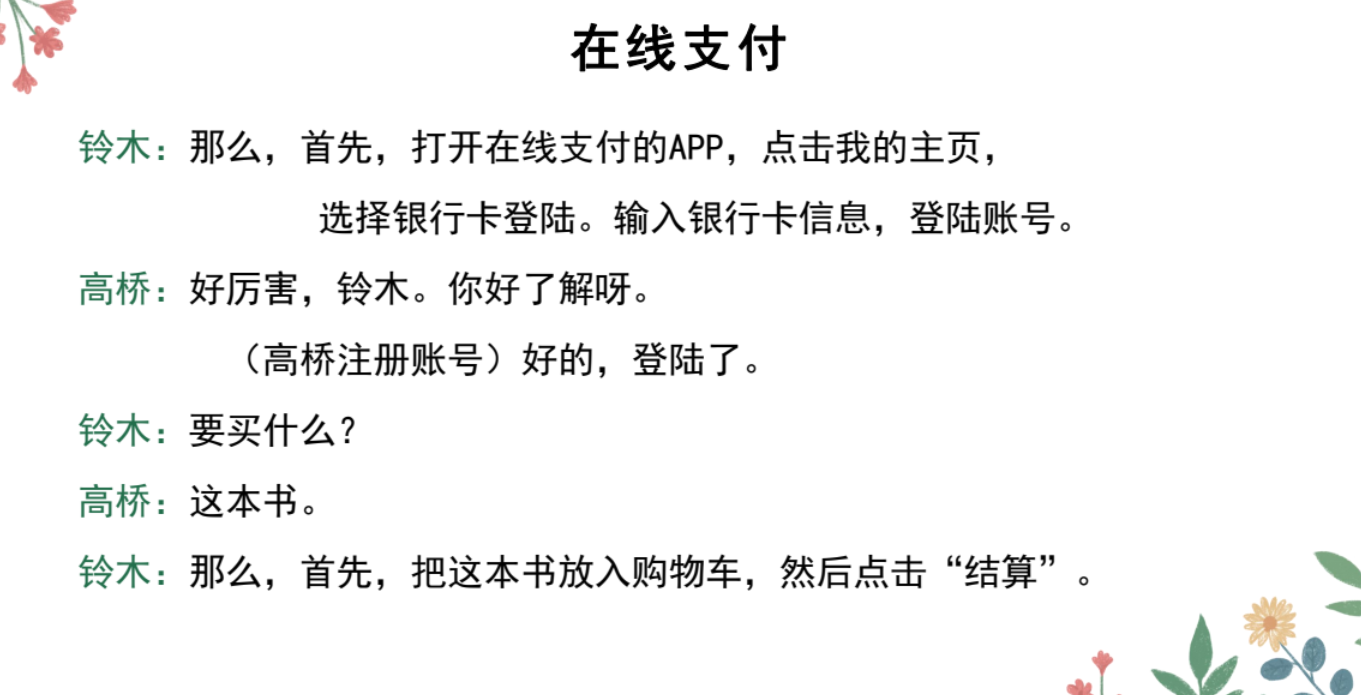 在线支付
铃木：那么，首先，打开在线支付的APP，点击我的主页，
选择银行卡登陆。输入银行卡信息，登陆账号。
高桥：好厉害，铃木。你好了解呀。
（高桥注册账号）好的，登陆了。
铃木：要买什么？
高桥：这本书。
铃木：那么，首先，把这本书放入购物车，然后点击“结算”。